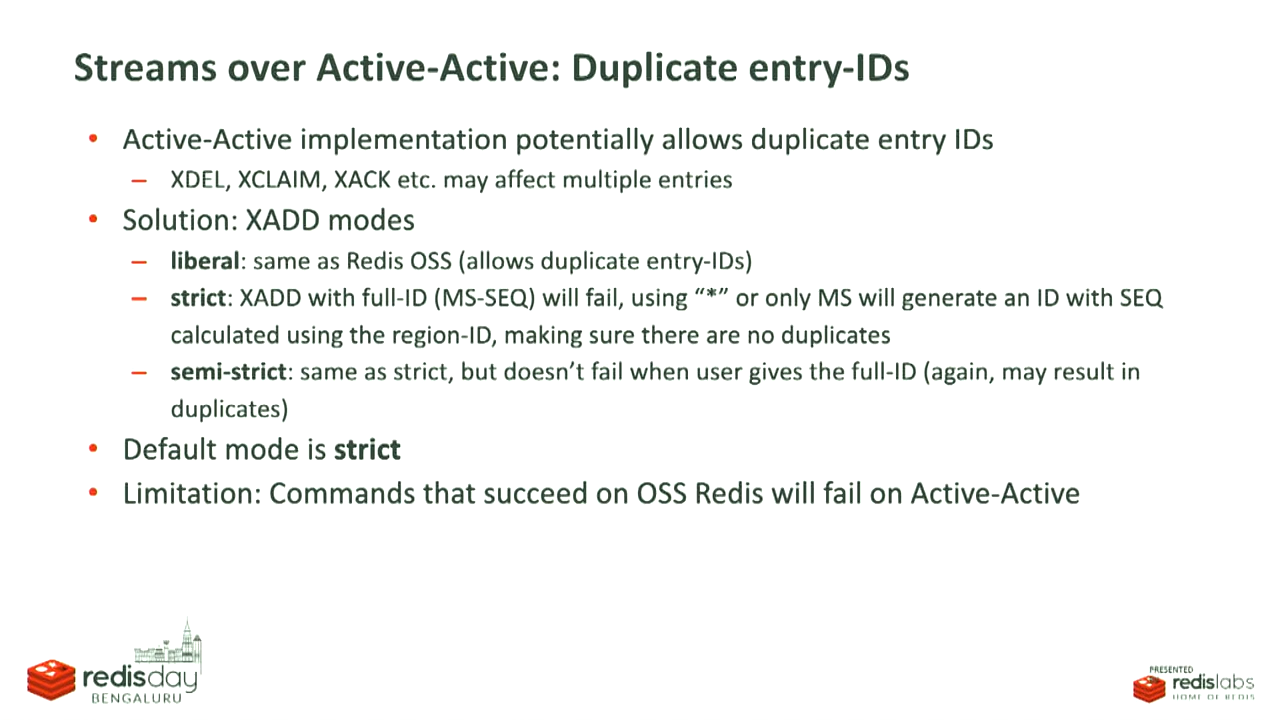 Streams over Active-Active: Duplicate entry-IDs
• Active-Active implementation potentially allows duplicate entry IDs
– XDEL, XCLAIM, XACK etc. may affect multiple entries
• Solution: XADD modes
– liberal: same as Redis OSS (allows duplicate entry-IDs)
– strict: XADD with full-ID (MS-SEQ) will fail, using “*” or only MS will generate an ID with SEQ
calculated using the region-ID, making sure there are no duplicates
– semi-strict: same as strict, but doesn’t fail when user gives the full-ID (again, may result in
duplicates)
• Default mode is strict
• Limitation: Commands that succeed on OSS Redis will fail on Active-Active
redisday
BENGALURU
PRESENTED
redislabs
HOME OF REDIS